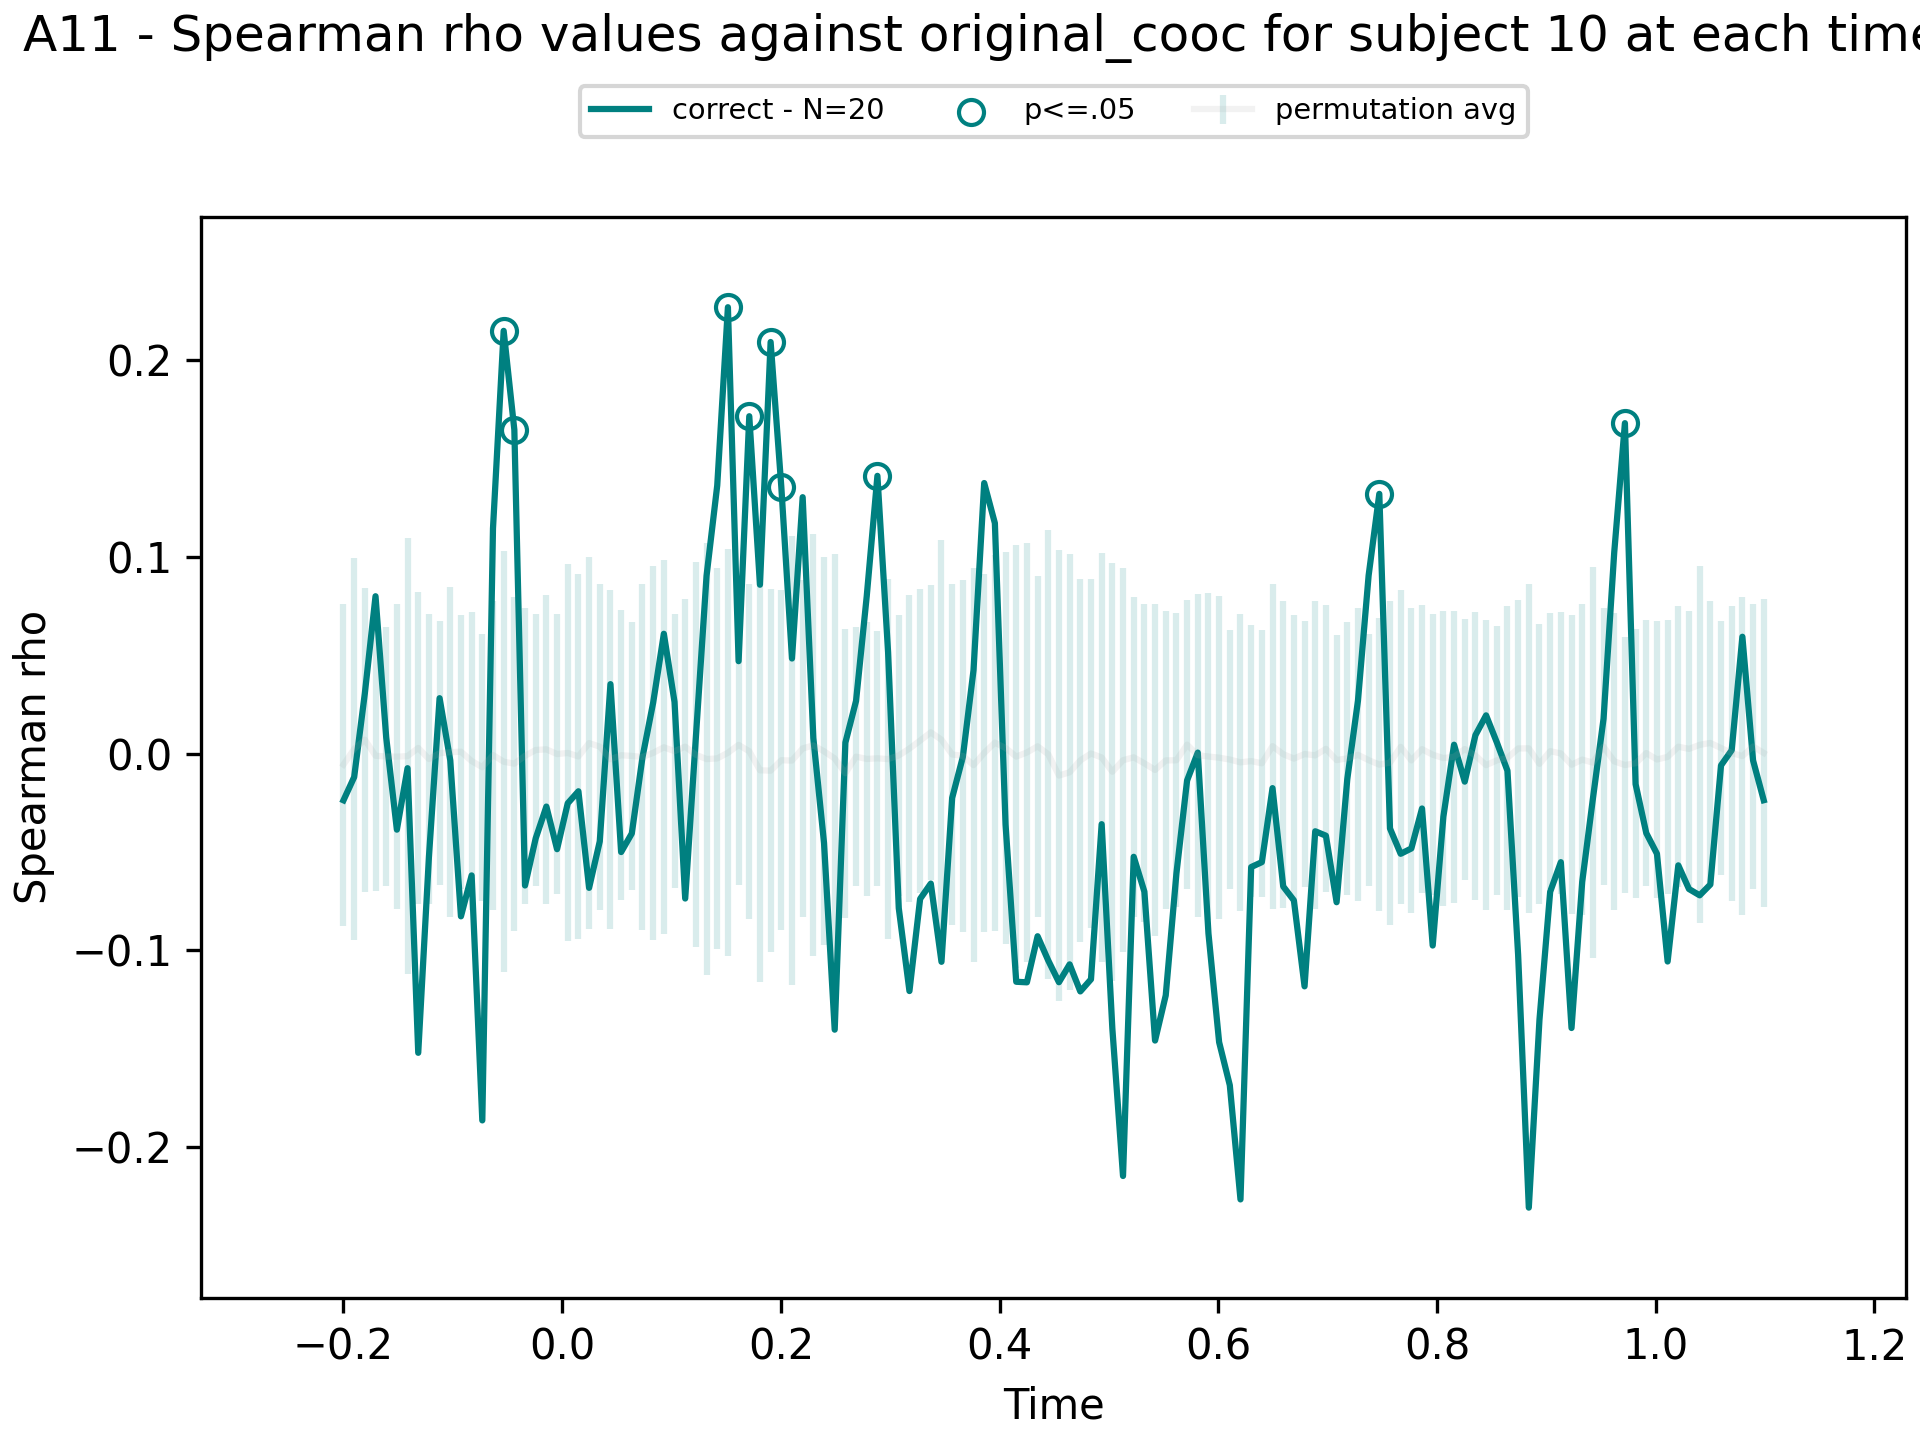 A11 - Spearman rho values against original_cooc for subject 10 at each time
correct - N=20 p<=.05 permutation avg
Spearman rho
0.2
0.1
0.0
−0.1
−0.2
−0.2 0.0 0.2 0.4 0.6 0.8 1.0 1.2
Time